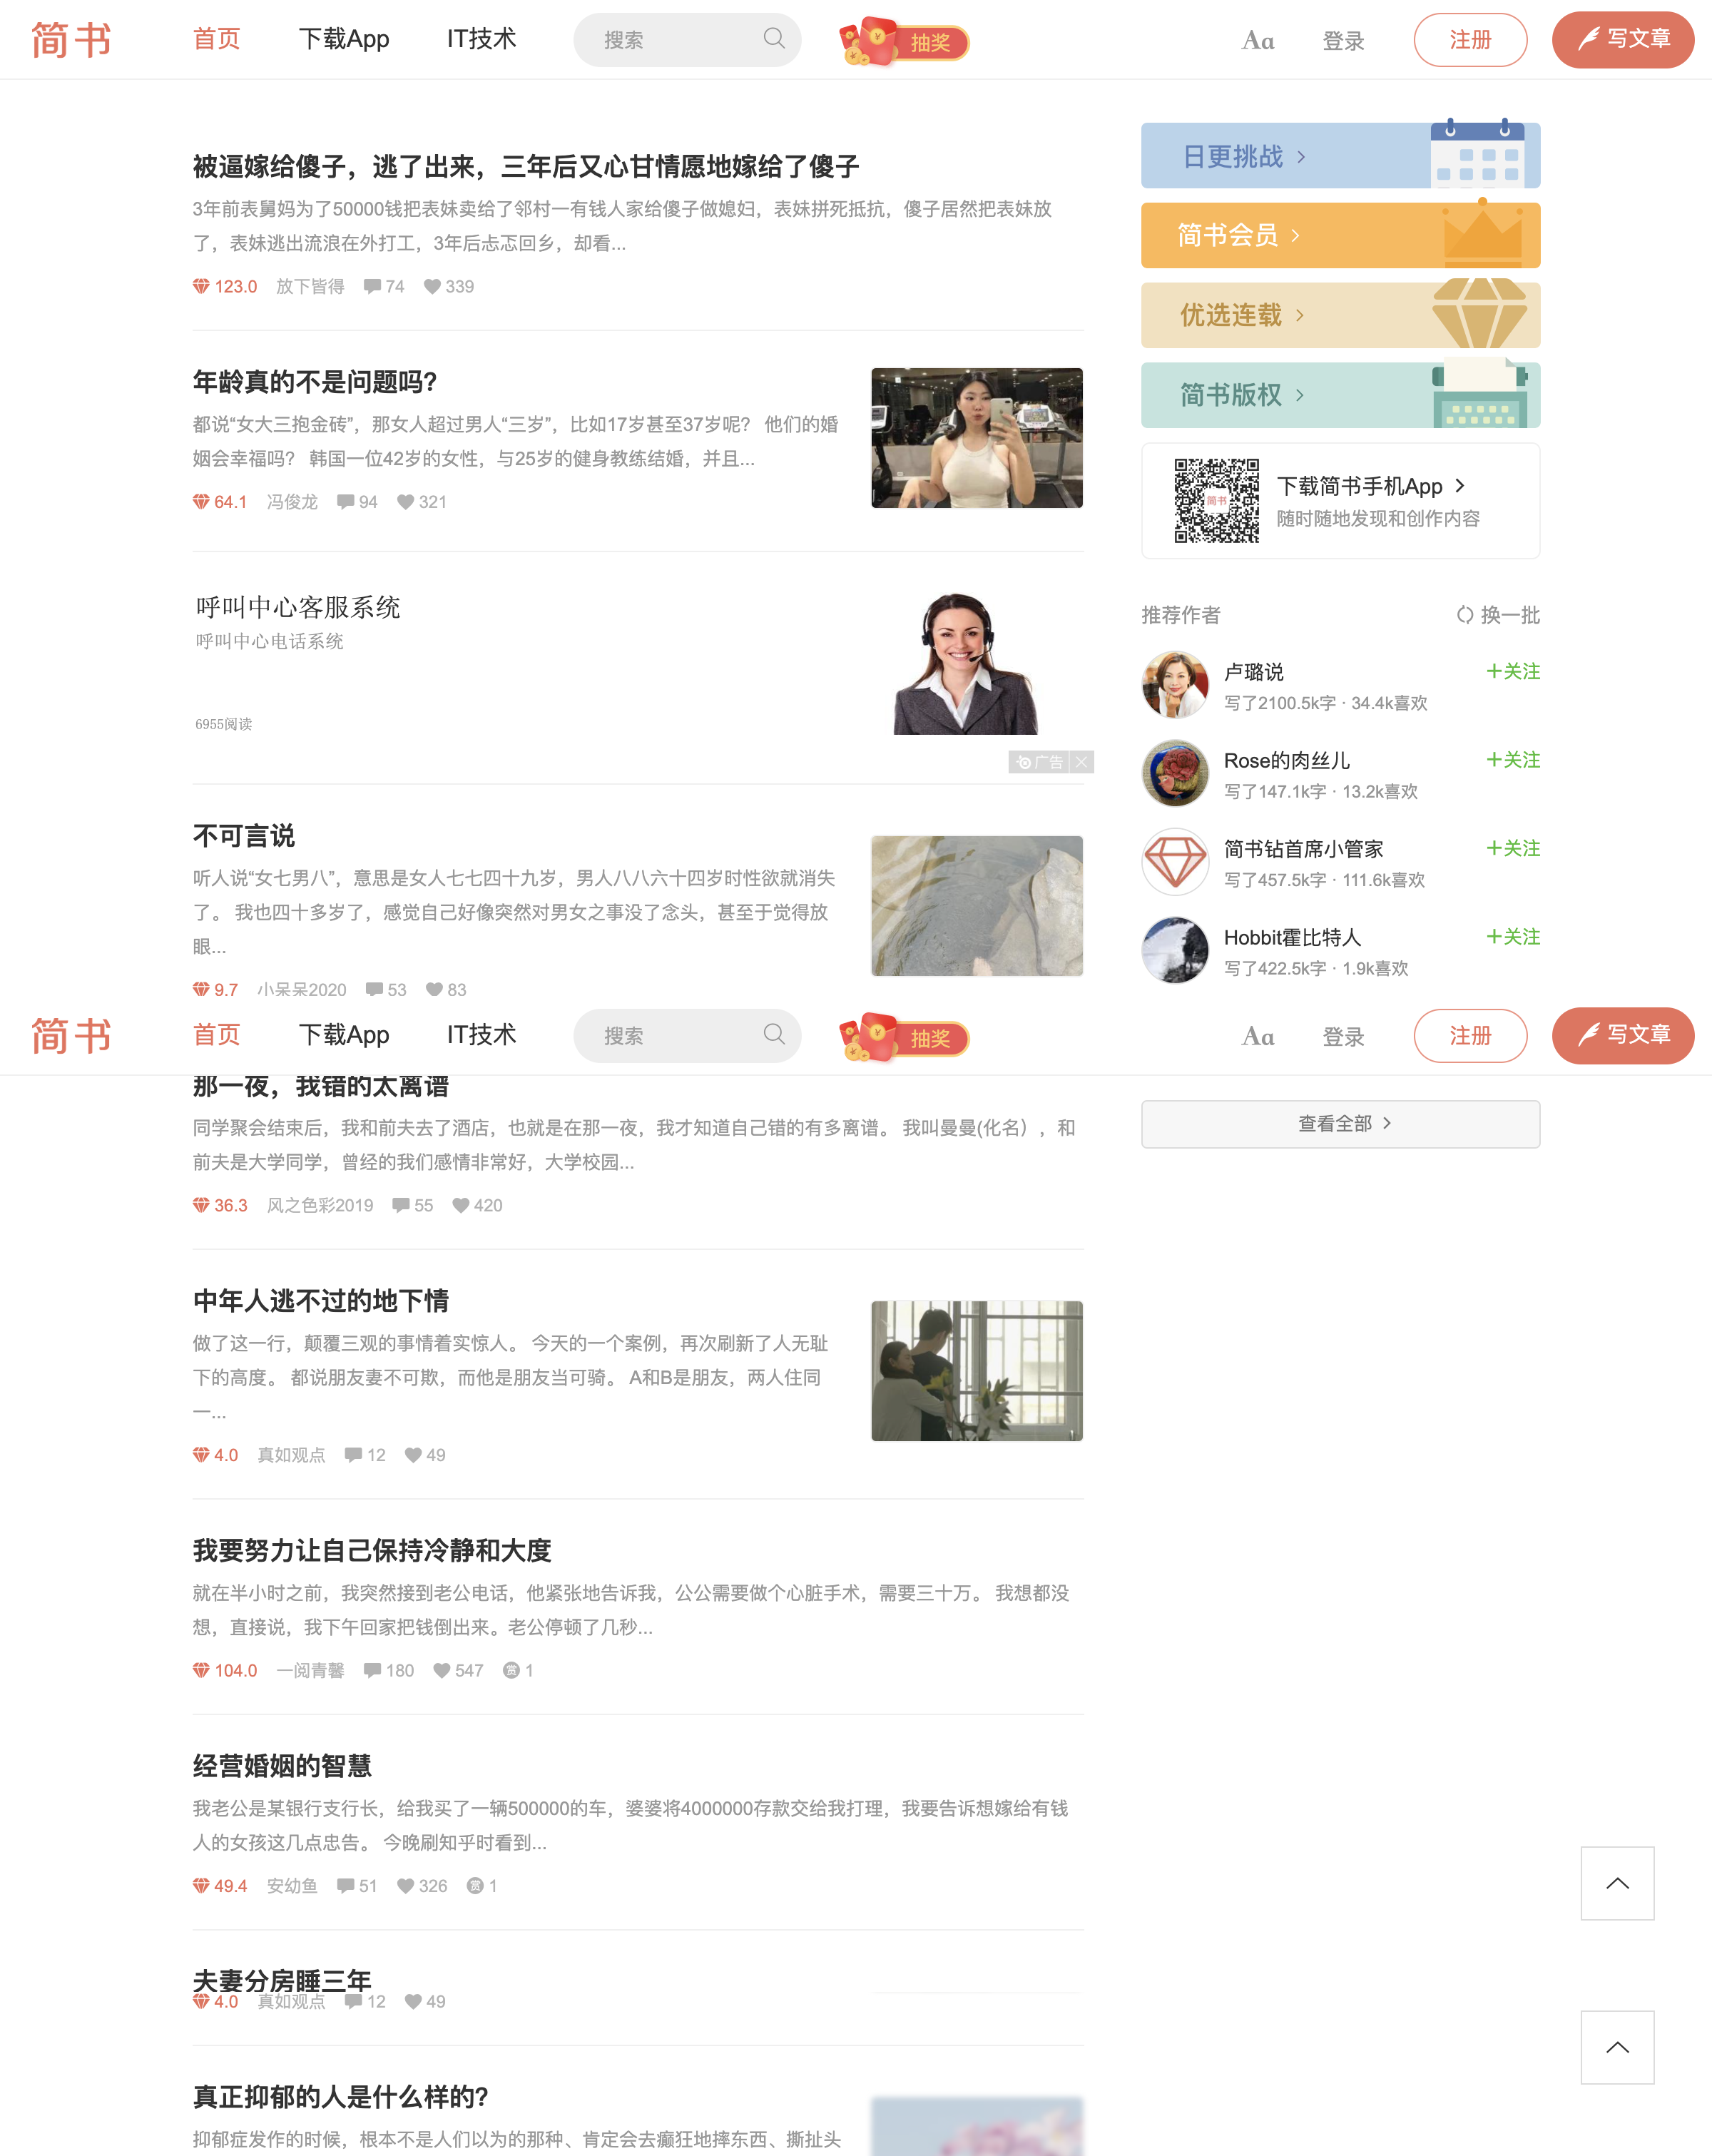 简书
首页
下载App
IT技术
搜索
抽奖
Aa
登录
注册
写文章
被逼嫁给傻子，逃了出来，三年后又心甘情愿地嫁给了傻子
3年前表舅妈为了50000钱把表妹卖给了邻村一有钱人家给傻子做媳妇，表妹拼死抵抗，傻子居然把表妹放
了，表妹逃出流浪在外打工，3年后忐忑回乡，却看...
123.0 放下皆得 74 339
年龄真的不是问题吗？
都说“女大三抱金砖”，那女人超过男人“三岁”，比如17岁甚至37岁呢？ 他们的婚
姻会幸福吗？ 韩国一位42岁的女性，与25岁的健身教练结婚，并且...
64.1 冯俊龙 94 321
呼叫中心客服系统
呼叫中心电话系统
6955阅读
广告
不可言说
听人说“女七男八”，意思是女人七七四十九岁，男人八八六十四岁时性欲就消失
了。 我也四十多岁了，感觉自己好像突然对男女之事没了念头，甚至于觉得放
眼...
9.7 小呆呆2020 53 83
日更挑战
简书会员
优选连载
简书版权
简书
下载简书手机App
随时随地发现和创作内容
推荐作者
换一批
卢璐说
+关注
写了2100.5k字 · 34.4k喜欢
Rose的肉丝儿
+关注
写了147.1k字 · 13.2k喜欢
简书钻首席小管家
+关注
写了457.5k字 · 111.6k喜欢
Hobbit霍比特人
+关注
写了422.5k字 · 1.9k喜欢
简书
首页
下载App
IT技术
搜索
抽奖
Aa
登录
注册
写文章
那一夜，我错的太离谱
同学聚会结束后，我和前夫去了酒店，也就是在那一夜，我才知道自己错的有多离谱。 我叫曼曼(化名），和
前夫是大学同学，曾经的我们感情非常好，大学校园...
36.3 风之色彩2019 55 420
查看全部
中年人逃不过的地下情
做了这一行，颠覆三观的事情着实惊人。 今天的一个案例，再次刷新了人无耻
下的高度。 都说朋友妻不可欺，而他是朋友当可骑。 A和B是朋友，两人住同
一...
4.0 真如观点 12 49
我要努力让自己保持冷静和大度
就在半小时之前，我突然接到老公电话，他紧张地告诉我，公公需要做个心脏手术，需要三十万。 我想都没
想，直接说，我下午回家把钱倒出来。老公停顿了几秒...
104.0 一阅青馨 180 547 赏 1
经营婚姻的智慧
我老公是某银行支行长，给我买了一辆500000的车，婆婆将4000000存款交给我打理，我要告诉想嫁给有钱
人的女孩这几点忠告。 今晚刷知乎时看到...
49.4 安幼鱼 51 326 赏 1
夫妻分房睡三年
4.0 真如观点 12 49
真正抑郁的人是什么样的？
抑郁症发作的时候，根本不是人们以为的那种、肯定会去癫狂地摔东西、撕扯头